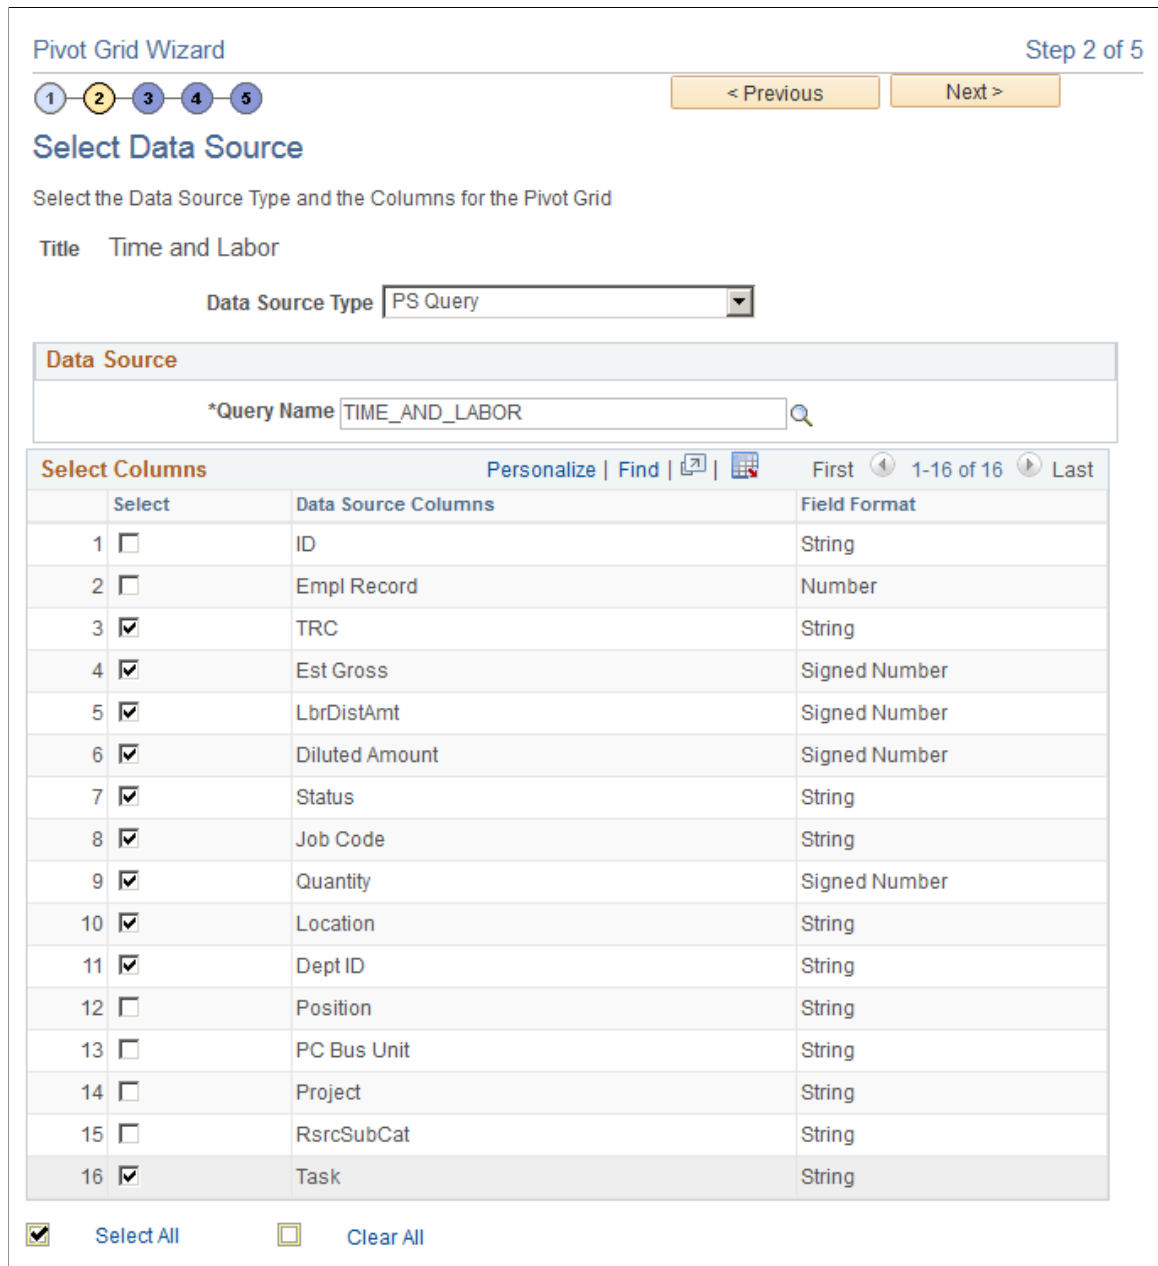 Pivot Grid Wizard Step 2 of 5
1 2 3 4 5 < Previous Next >
Select Data Source
Select the Data Source Type and the Columns for the Pivot Grid
Title Time and Labor
Data Source Type PS Query
Data Source
*Query Name TIME_AND_LABOR
Select Columns Personalize | Find | | First 1-16 of 16 Last
Select Data Source Columns Field Format
1 ID String
2 Empl Record Number
3 TRC String
4 Est Gross Signed Number
5 LbrDistAmt Signed Number
6 Diluted Amount Signed Number
7 Status String
8 Job Code String
9 Quantity Signed Number
10 Location String
11 Dept ID String
12 Position String
13 PC Bus Unit String
14 Project String
15 RsrcSubCat String
16 Task String
Select All Clear All